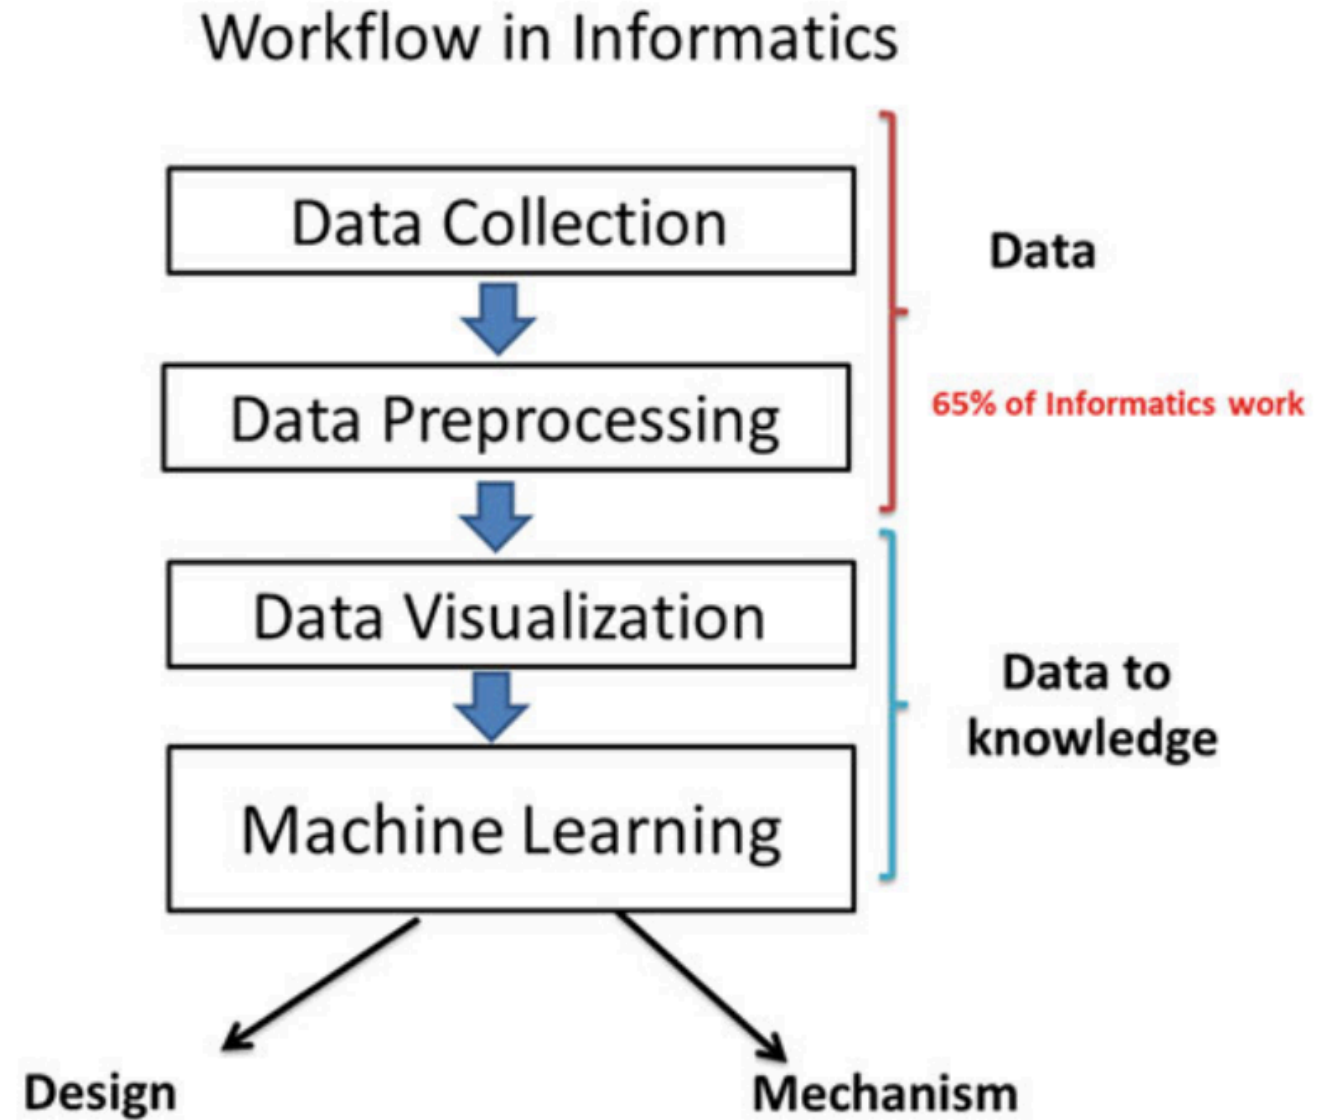 Workflow in Informatics
Data Collection
Data
Data Preprocessing
65% of Informatics work
Data Visualization
Data to
knowledge
Machine Learning
Design
Mechanism